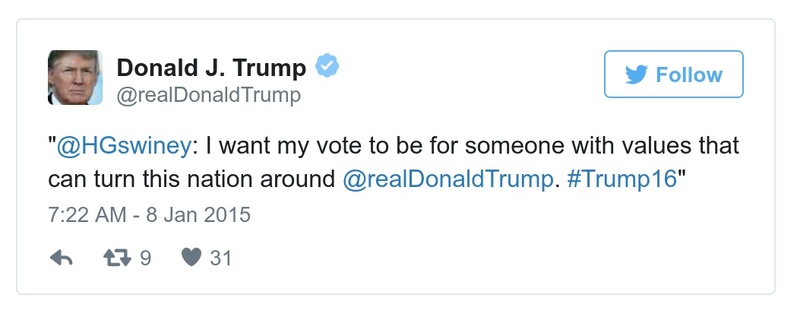 Donald J. Trump
@realDonaldTrump
Follow
"@HGswiney: I want my vote to be for someone with values that
can turn this nation around @realDonaldTrump. #Trump16"
7:22 AM - 8 Jan 2015
9 31